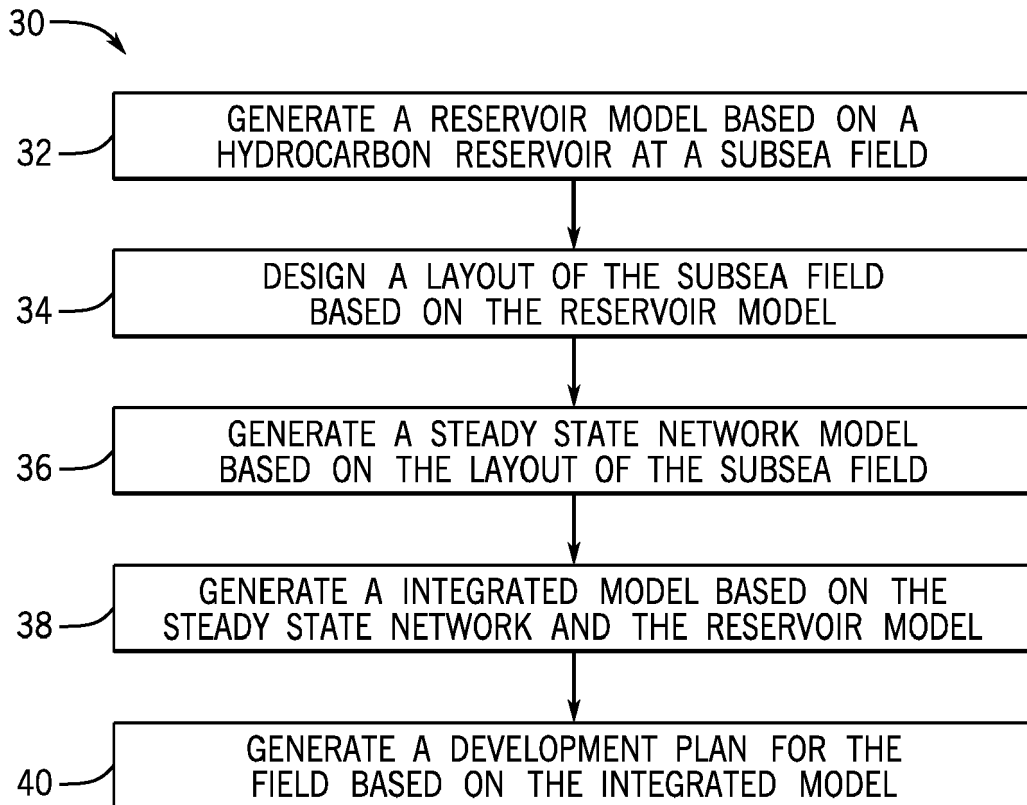 30
GENERATE A RESERVOIR MODEL BASED ON A
HYDROCARBON RESERVOIR AT A SUBSEA FIELD
32
DESIGN A LAYOUT OF THE SUBSEA FIELD
BASED ON THE RESERVOIR MODEL
34
GENERATE A STEADY STATE NETWORK MODEL
BASED ON THE LAYOUT OF THE SUBSEA FIELD
36
GENERATE A INTEGRATED MODEL BASED ON THE
STEADY STATE NETWORK AND THE RESERVOIR MODEL
38
GENERATE A DEVELOPMENT PLAN FOR THE
FIELD BASED ON THE INTEGRATED MODEL
40